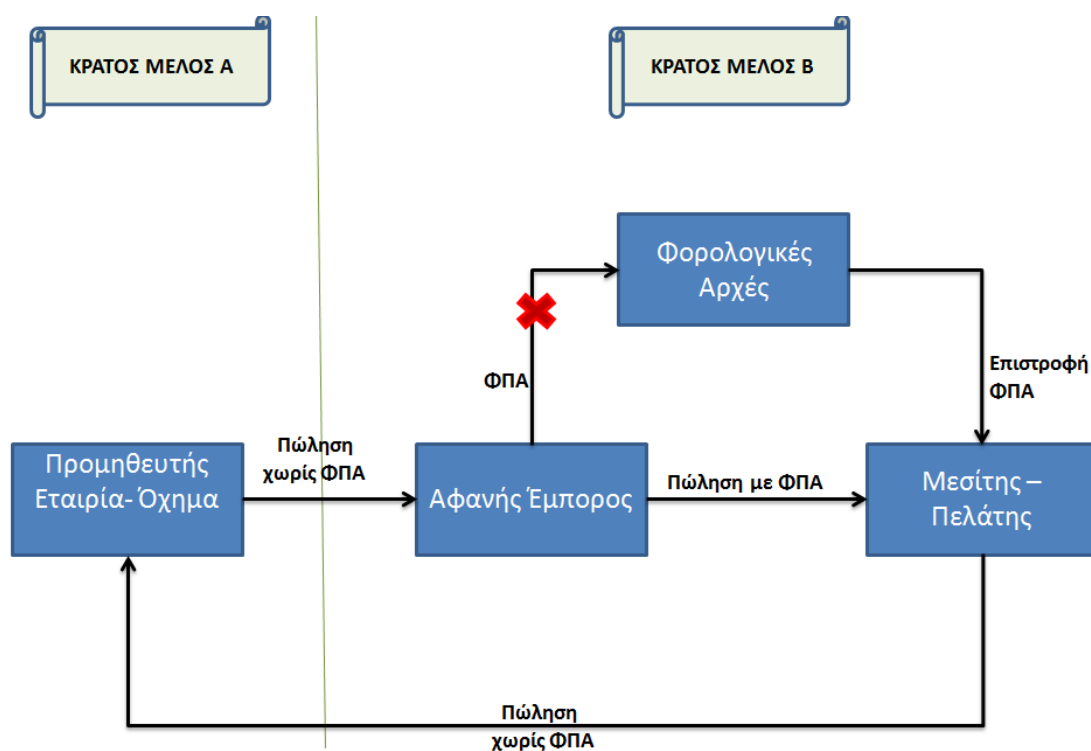 ΚΡΑΤΟΣ ΜΕΛΟΣ Α
ΚΡΑΤΟΣ ΜΕΛΟΣ Β
Φορολογικές
Αρχές
ΦΠΑ
Επιστροφή
ΦΠΑ
Προμηθευτής
Εταιρία- Όχημα
Πώληση
χωρίς ΦΠΑ
Αφανής Έμπορος
Πώληση με ΦΠΑ
Μεσίτης –
Πελάτης
Πώληση
χωρίς ΦΠΑ